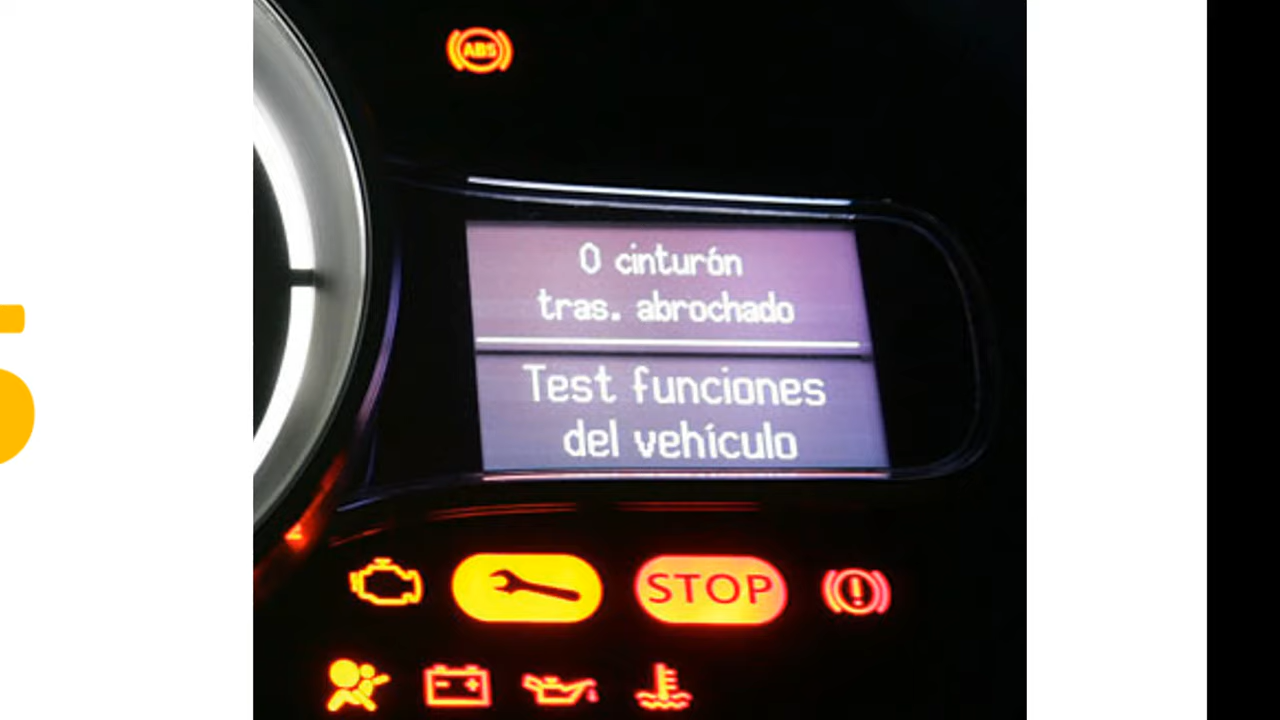 ABS
0 cinturón
tras. abrochado
Test funciones
del vehículo
STOP